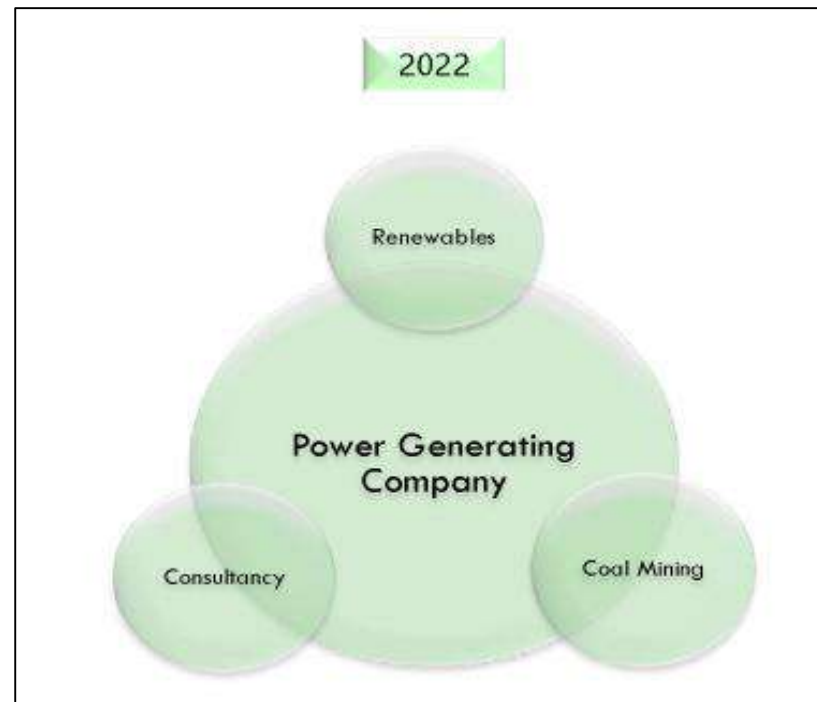 2022
Renewables
Power Generating
Company
Consultancy
Coal Mining